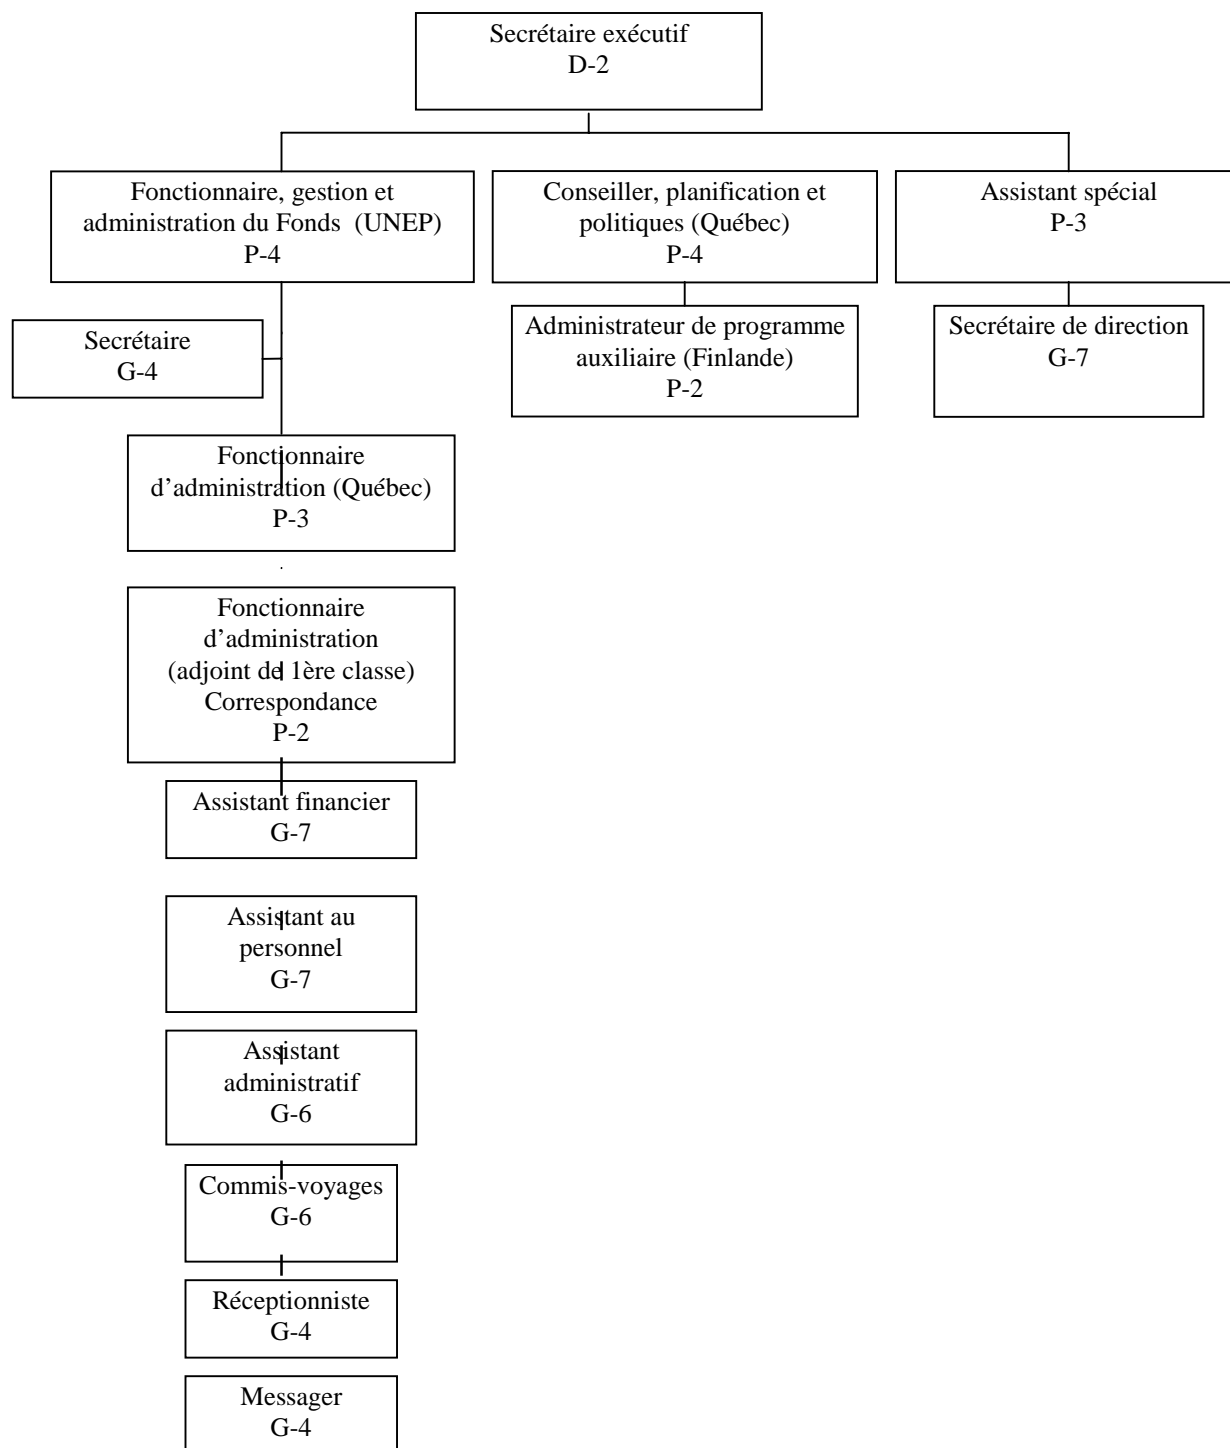 Secrétaire exécutif
D-2
Fonctionnaire, gestion et
administration du Fonds (UNEP)
P-4
Conseiller, planification et
politiques (Québec)
P-4
Assistant spécial
P-3
Secrétaire
G-4
Administrateur de programme
auxiliaire (Finlande)
P-2
Secrétaire de direction
G-7
Fonctionnaire
d’administration (Québec)
P-3
Fonctionnaire
d’administration
(adjoint de 1ère classe)
Correspondance
P-2
Assistant financier
G-7
Assistant au
personnel
G-7
Assistant
administratif
G-6
Commis-voyages
G-6
Réceptionniste
G-4
Messager
G-4